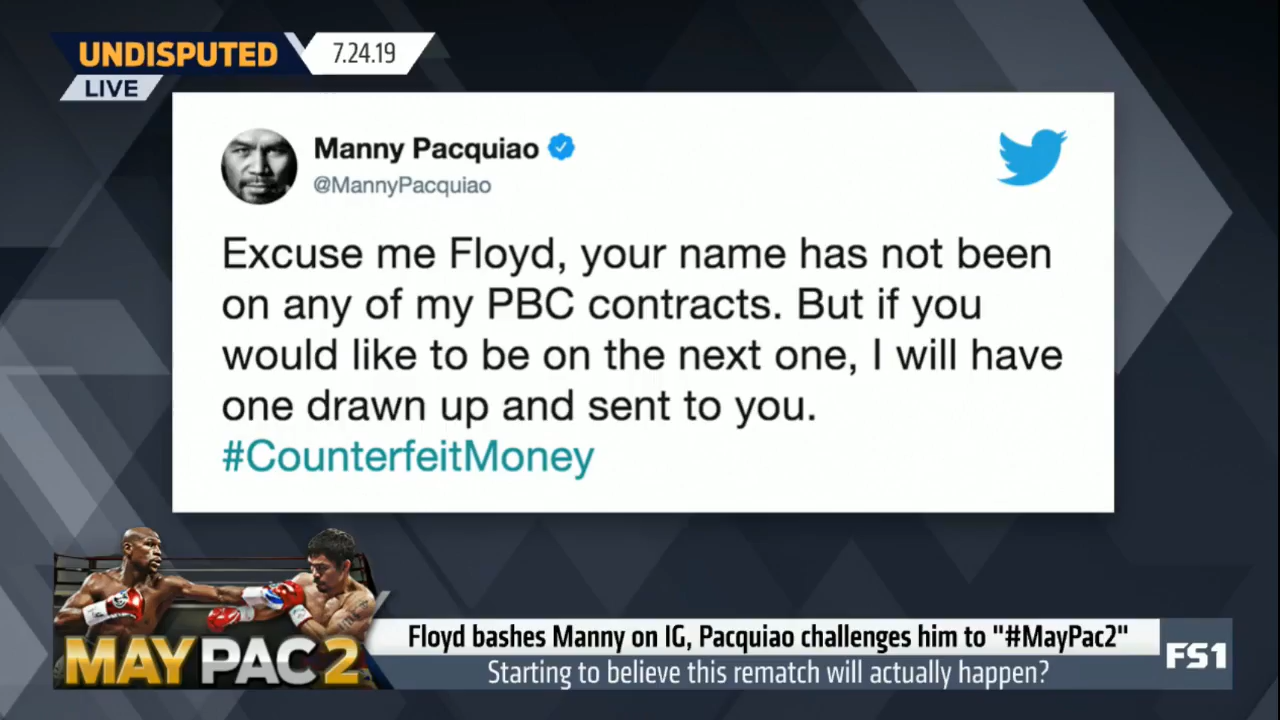 UNDISPUTED
7.24.19
LIVE
Manny Pacquiao
@MannyPacquiao
Excuse me Floyd, your name has not been
on any of my PBC contracts. But if you
would like to be on the next one, I will have
one drawn up and sent to you.
#CounterfeitMoney
MAYPAC2
Floyd bashes Manny on IG, Pacquiao challenges him to "#MayPac2"
Starting to believe this rematch will actually happen?
FS1